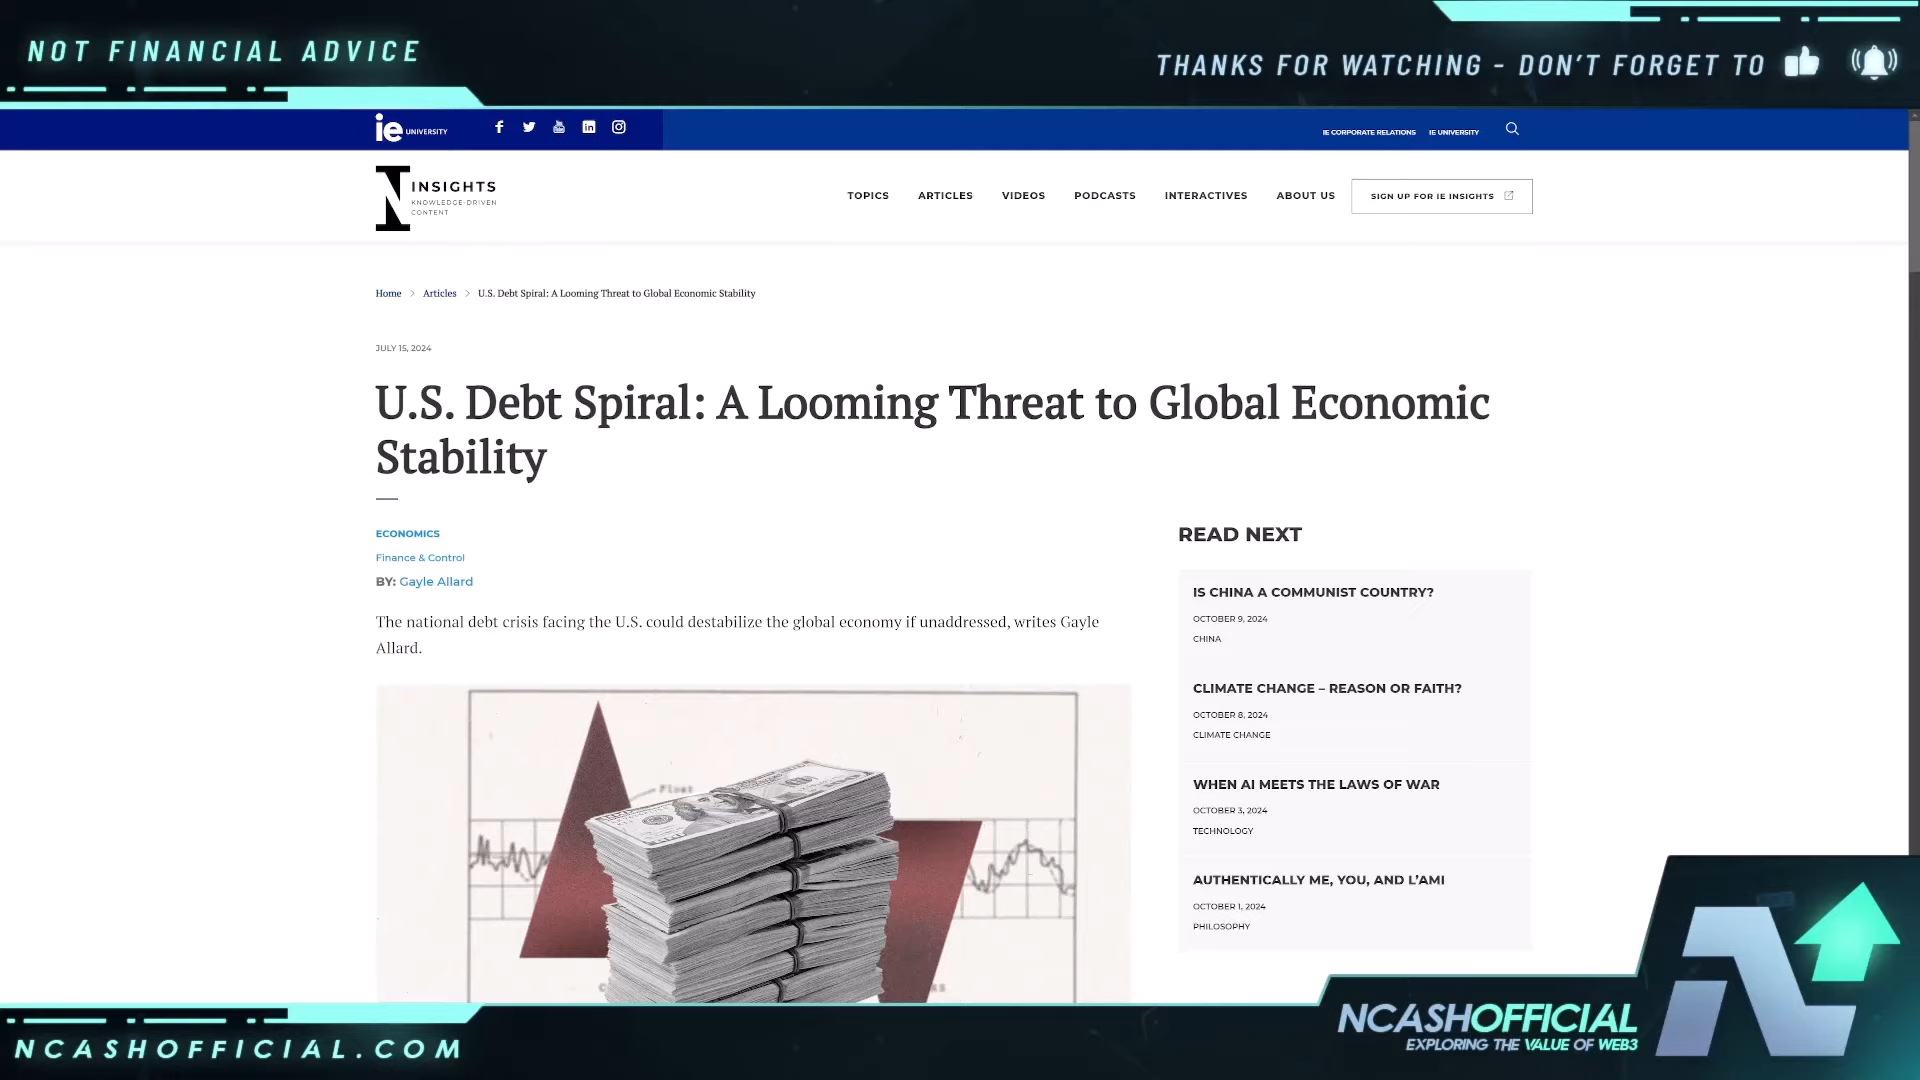 NOT FINANCIAL ADVICE
THANKS FOR WATCHING - DON'T FORGET TO
ie UNIVERSITY
IE CORPORATE RELATIONS
IE UNIVERSITY
IN INSIGHTS
KNOWLEDGE-DRIVEN
CONTENT
TOPICS
ARTICLES
VIDEOS
PODCASTS
INTERACTIVES
ABOUT US
SIGN UP FOR IE INSIGHTS
Home > Articles > U.S. Debt Spiral: A Looming Threat to Global Economic Stability
JULY 15, 2024
U.S. Debt Spiral: A Looming Threat to Global Economic
Stability
ECONOMICS
Finance & Control
BY: Gayle Allard
The national debt crisis facing the U.S. could destabilize the global economy if unaddressed, writes Gayle
Allard.
Float
READ NEXT
IS CHINA A COMMUNIST COUNTRY?
OCTOBER 9, 2024
CHINA
CLIMATE CHANGE – REASON OR FAITH?
OCTOBER 8, 2024
CLIMATE CHANGE
WHEN AI MEETS THE LAWS OF WAR
OCTOBER 3, 2024
TECHNOLOGY
AUTHENTICALLY ME, YOU, AND L'AMI
OCTOBER 1, 2024
PHILOSOPHY
NCASHOFFICIAL.COM
NCASHOFFICIAL
EXPLORING THE VALUE OF WEB3